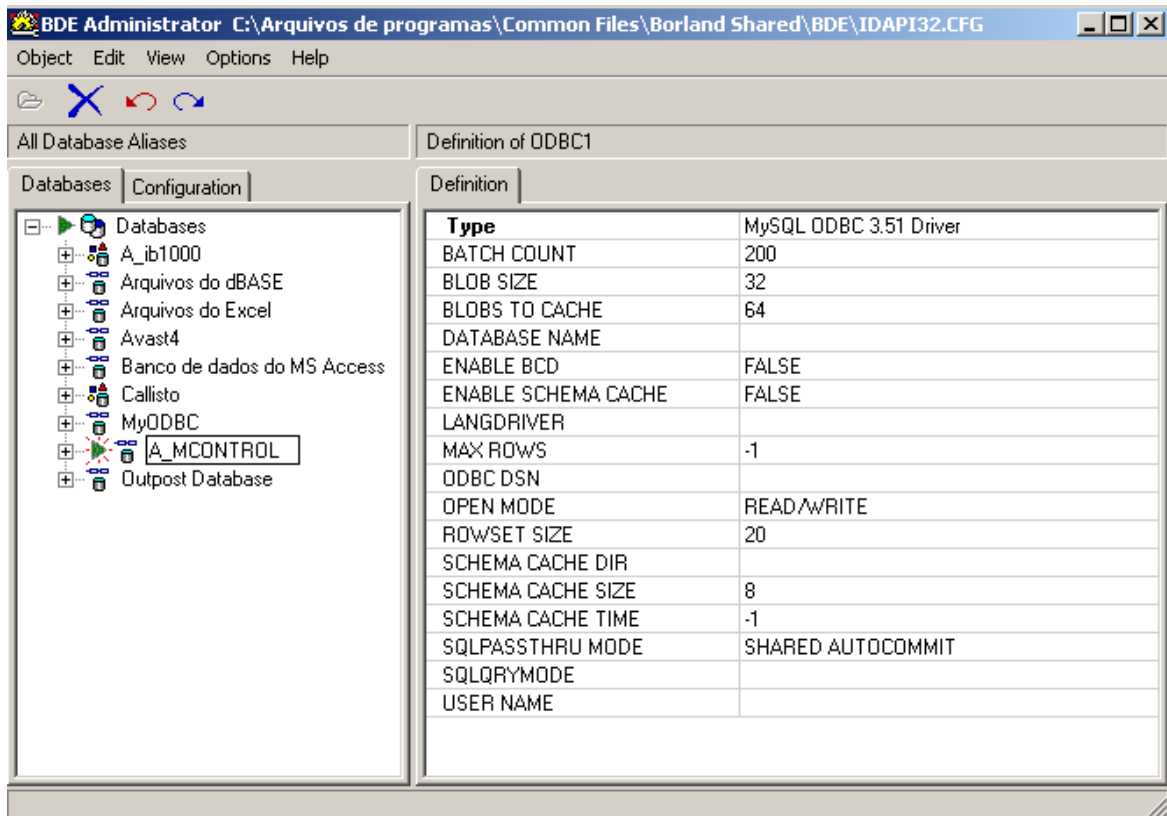 BDE Administrator C:\Arquivos de programas\Common Files\Borland Shared\BDE\IDAPI32.CFG
Object Edit View Options Help
All Database Aliases
Definition of ODBC1
Databases Configuration
Definition
Databases
A_ib1000
Arquivos do dBASE
Arquivos do Excel
Avast4
Banco de dados do MS Access
Callisto
MyODBC
A_MCONTROL
Outpost Database
Type MySQL ODBC 3.51 Driver
BATCH COUNT 200
BLOB SIZE 32
BLOBS TO CACHE 64
DATABASE NAME
ENABLE BCD FALSE
ENABLE SCHEMA CACHE FALSE
LANGDRIVER
MAX ROWS -1
ODBC DSN
OPEN MODE READ/WRITE
ROWSET SIZE 20
SCHEMA CACHE DIR
SCHEMA CACHE SIZE 8
SCHEMA CACHE TIME -1
SQLPASSTHRU MODE SHARED AUTOCOMMIT
SQLQRYMODE
USER NAME